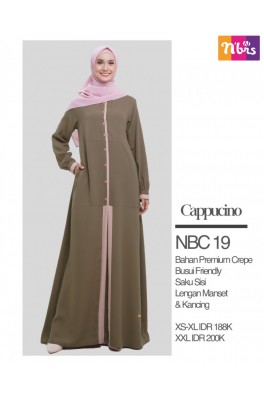 N'brs
Cappucino
NBC 19
Bahan Premium Crepe
Busui Friendly
Saku Sisi
Lengan Manset
& Kancing
XS-XL IDR 188K
XXL IDR 200K